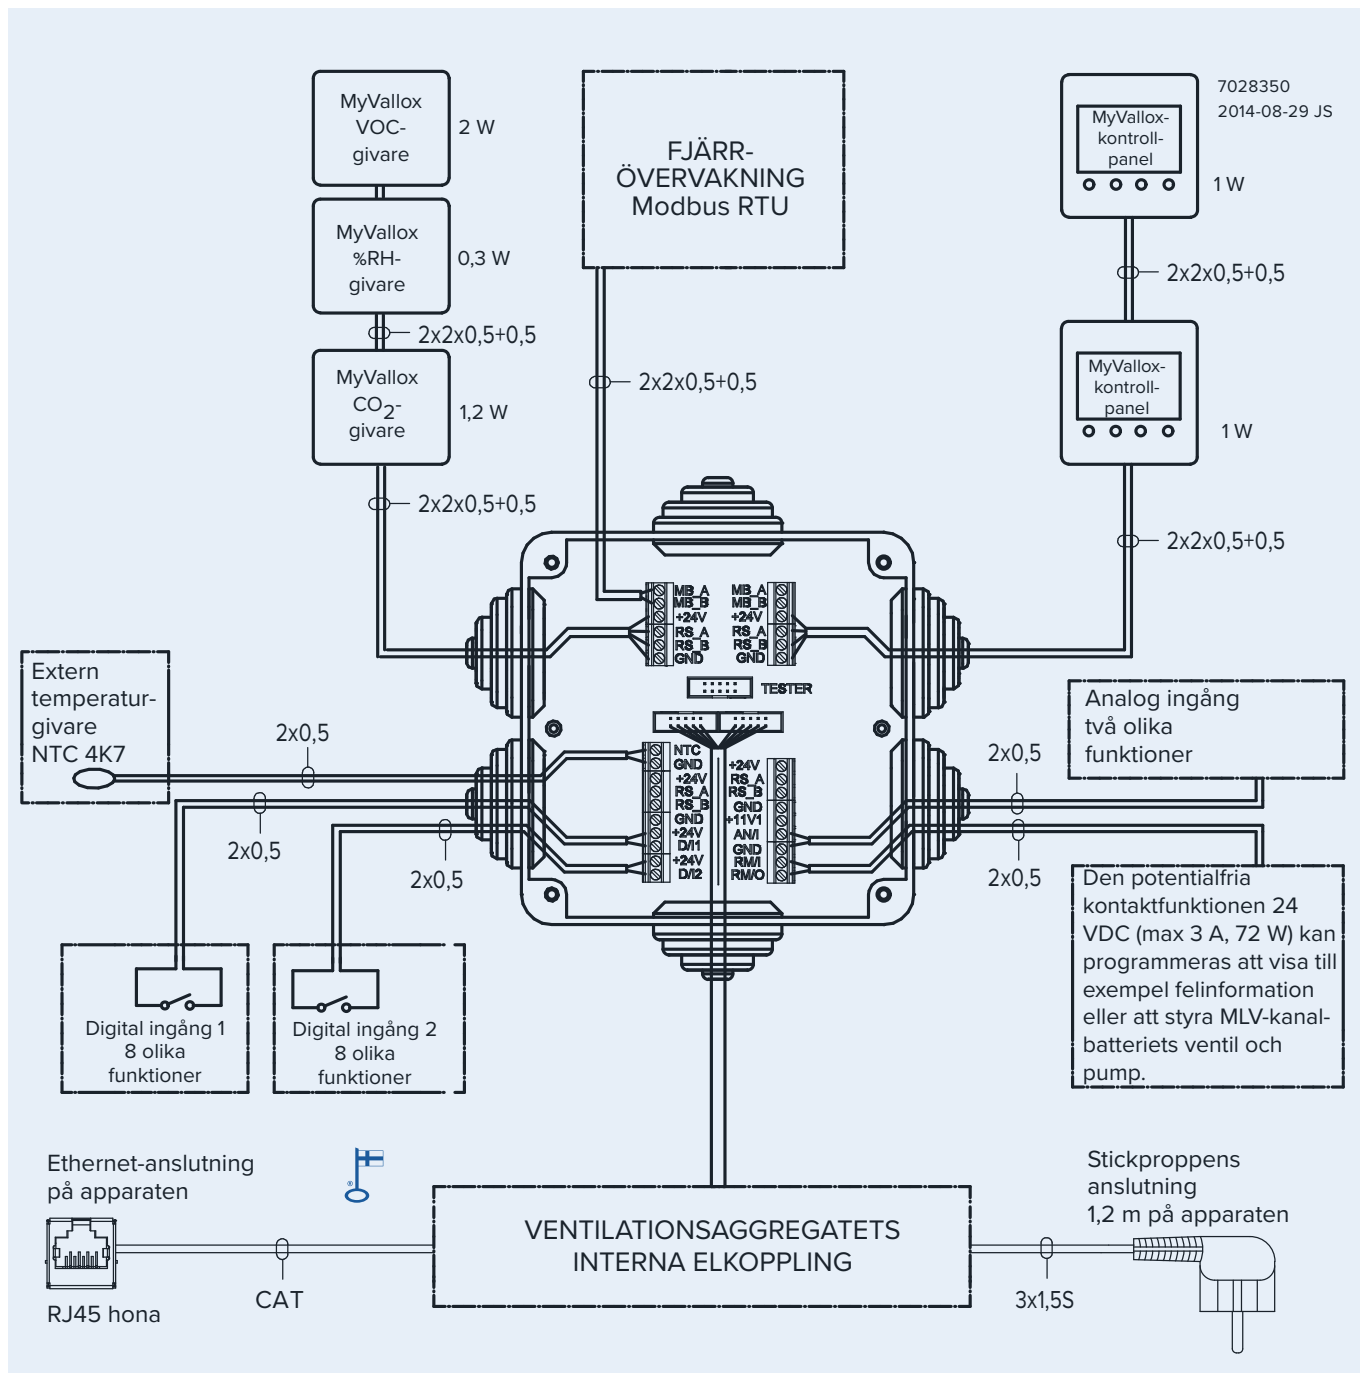 MyVallox
VOC-
givare
2 W
MyVallox
%RH-
givare
0,3 W
2x2x0,5+0,5
MyVallox
CO2-
givare
1,2 W
2x2x0,5+0,5
FJÄRR-
ÖVERVAKNING
Modbus RTU
2x2x0,5+0,5
7028350
2014-08-29 JS
MyVallox-
kontroll-
panel
1 W
2x2x0,5+0,5
MyVallox-
kontroll-
panel
1 W
2x2x0,5+0,5
MB_A
MB_B
+24V
RS_A
RS_B
GND
MB_A
MB_B
+24V
RS_A
RS_B
GND
TESTER
NTC
GND
+24V
RS_A
RS_B
GND
+24V
D/I1
+24V
D/I2
+24V
RS_A
RS_B
GND
+11V1
AN/I
GND
RM/I
RM/O
Extern
temperatur-
givare
NTC 4K7
2x0,5
2x0,5
2x0,5
Analog ingång
två olika
funktioner
2x0,5
2x0,5
Digital ingång 1
8 olika
funktioner
Digital ingång 2
8 olika
funktioner
Den potentialfria
kontaktfunktionen 24
VDC (max 3 A, 72 W) kan
programmeras att visa till
exempel felinformation
eller att styra MLV-kanal-
batteriets ventil och
pump.
Ethernet-anslutning
på apparaten
®
RJ45 hona
CAT
VENTILATIONSAGGREGATETS
INTERNA ELKOPPLING
Stickproppens
anslutning
1,2 m på apparaten
3x1,5S